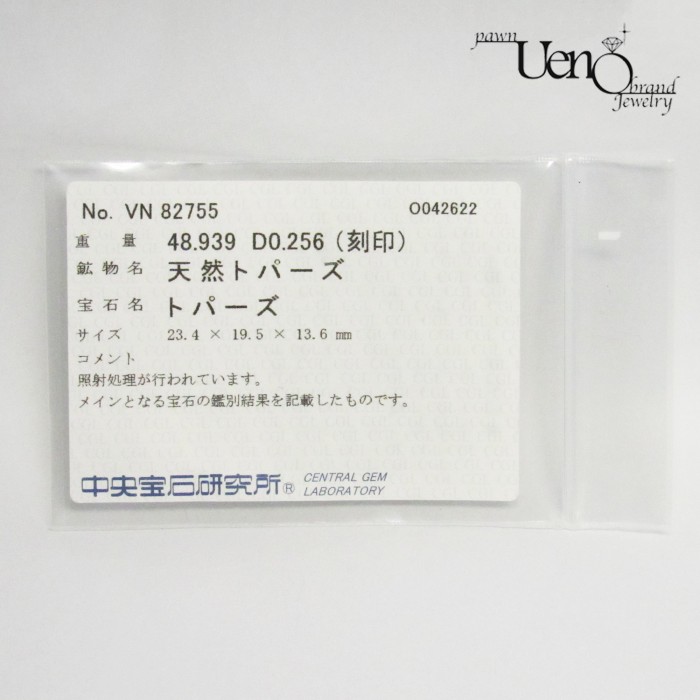 pawn
Ueno
brand
Jewelry
No. VN 82755 O042622
重 量 48.939 D0.256 (刻印)
鉱物名 天然トパーズ
宝石名 トパーズ
サイズ 23.4 × 19.5 × 13.6 mm
コメント
照射処理が行われています。
メインとなる宝石の鑑別結果を記載したものです。
中央宝石研究所® CENTRAL GEM
LABORATORY